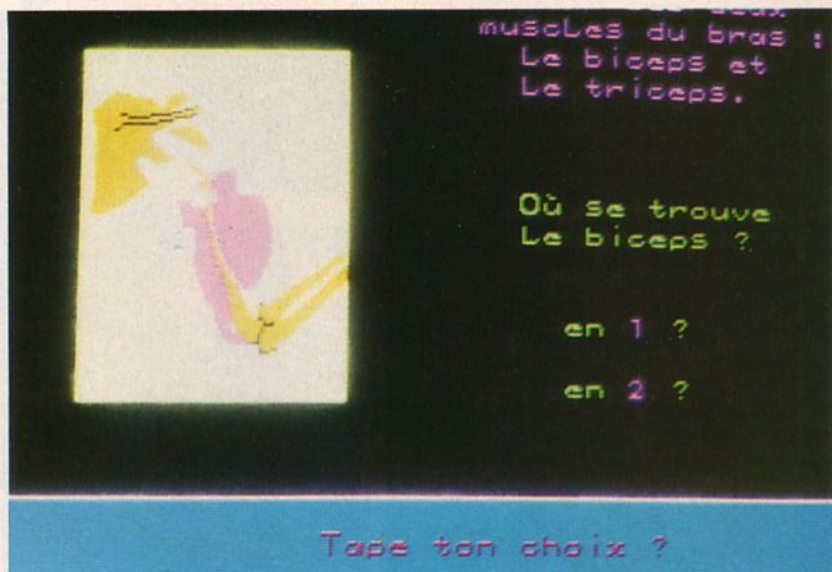 deux
muscles du bras :
Le biceps et
Le triceps.
Où se trouve
Le biceps ?
en 1 ?
en 2 ?
Tape ton choix ?